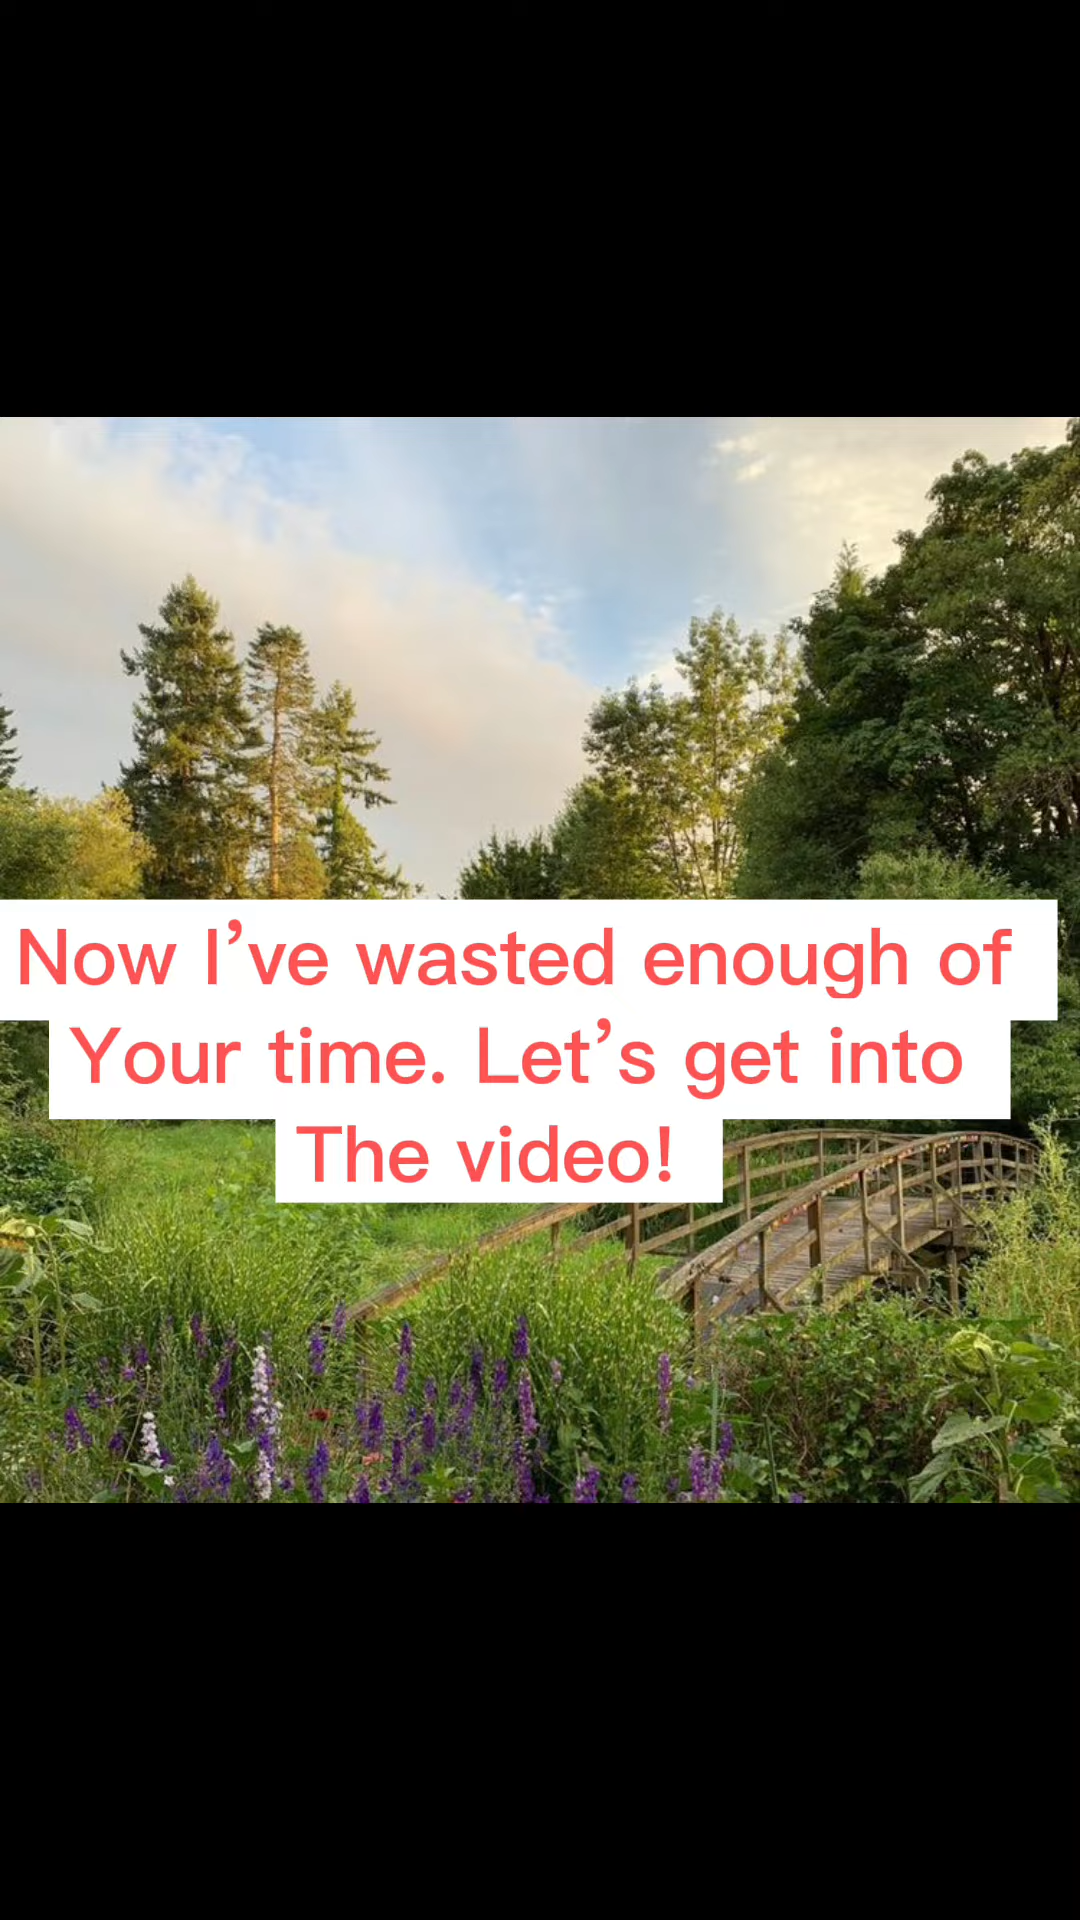 Now I’ve wasted enough of
Your time. Let’s get into
The video!